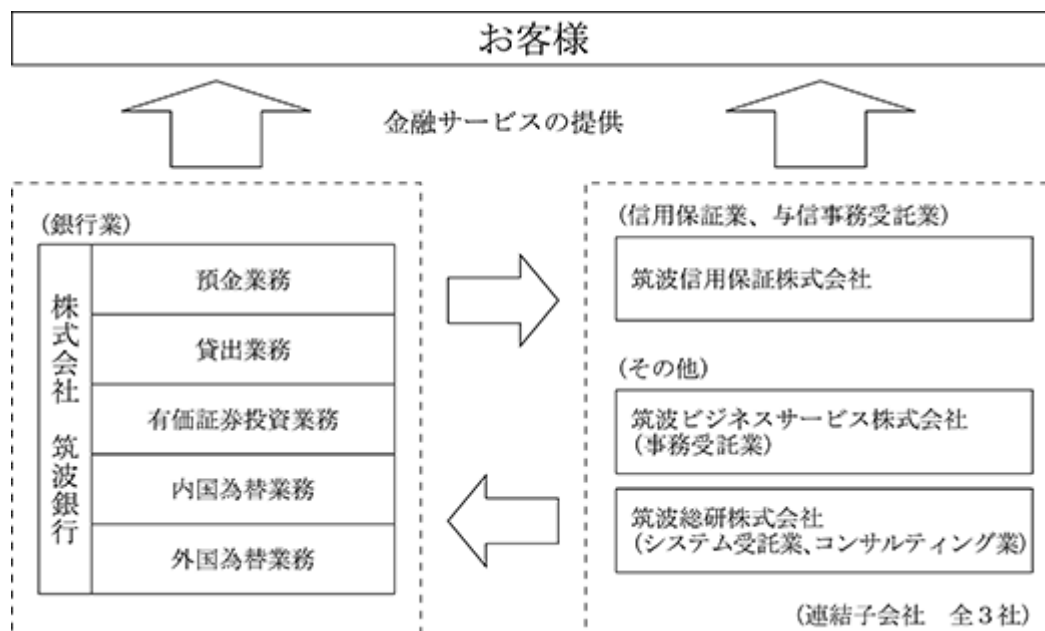 お客様
金融サービスの提供
(銀行業)
株式会社 筑波銀行
預金業務
貸出業務
有価証券投資業務
内国為替業務
外国為替業務
(信用保証業、与信事務受託業)
筑波信用保証株式会社
(その他)
筑波ビジネスサービス株式会社
(事務受託業)
筑波総研株式会社
(システム受託業、コンサルティング業)
(連結子会社 全3社)